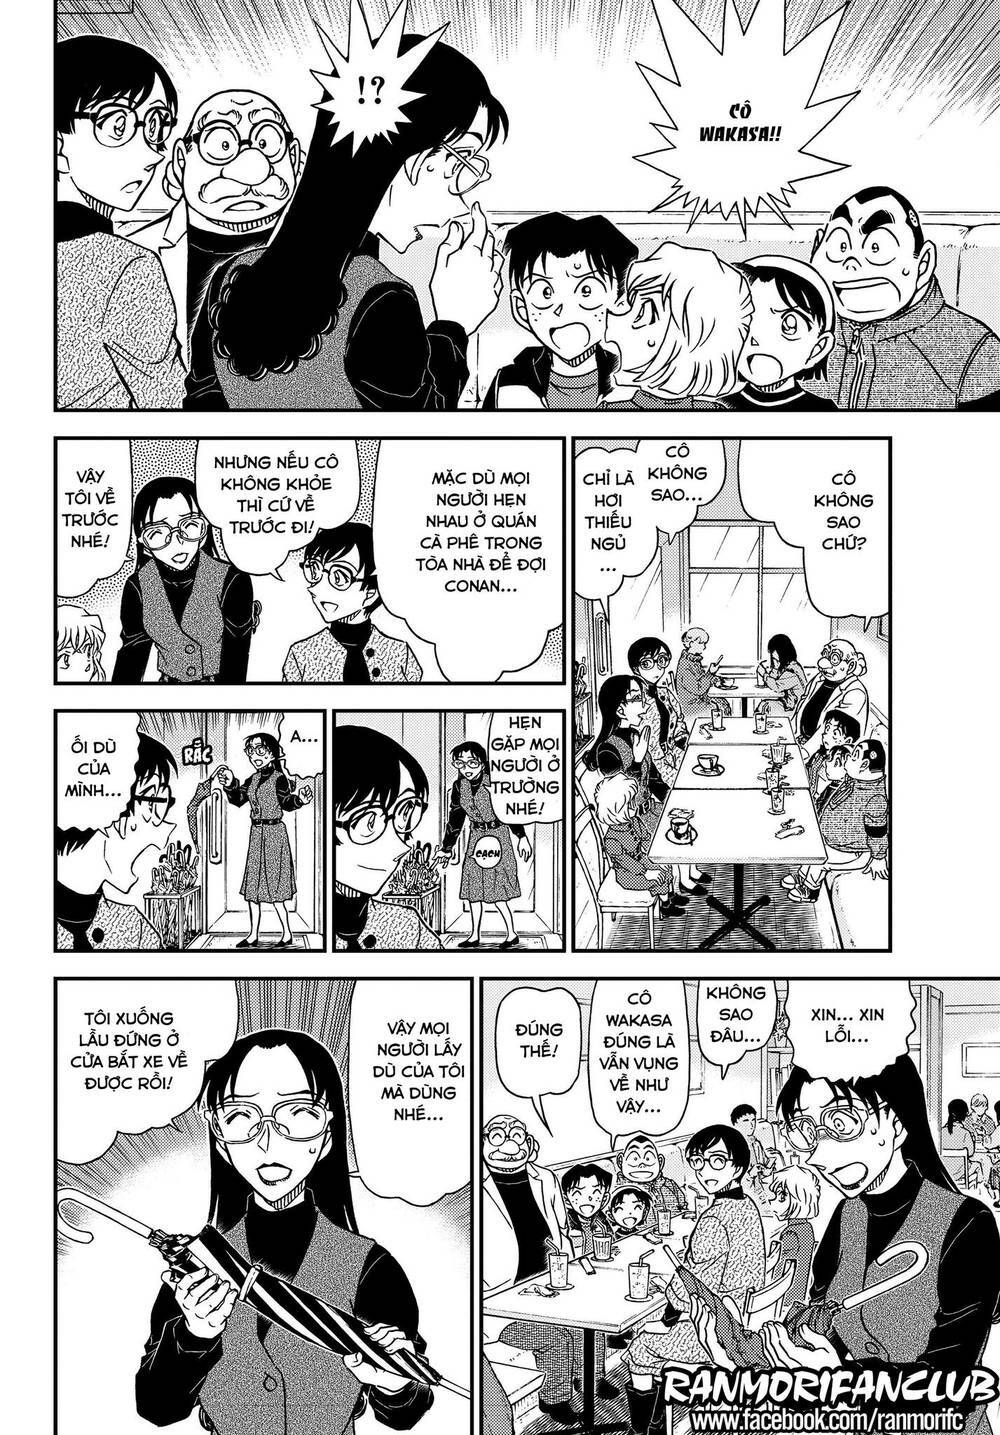 CÔ
WAKASA!!
!?
CÔ
KHÔNG
SAO
CHỨ?
CÔ
KHÔNG
SAO...
CHỈ LÀ
HƠI
THIẾU
NGỦ
...
MẶC DÙ MỌI
NGƯỜI HẸN
NHAU Ở QUÁN
CÀ PHÊ TRONG
TÒA NHÀ ĐỂ ĐỢI
CONAN...
NHƯNG NẾU CÔ
KHÔNG KHỎE
THÌ CỨ VỀ
TRƯỚC ĐI!
VẬY
TÔI VỀ
TRƯỚC
NHÉ!
HẸN
GẶP MỌI
NGƯỜI Ở
TRƯỜNG
NHÉ!
CẠCH
A...
RẮC
ÔI DÙ
CỦA
MÌNH...
XIN... XIN
LỖI...
KHÔNG
SAO
ĐÂU...
CÔ
WAKASA
ĐÚNG LÀ
VẪN VỤNG
VỀ NHƯ
VẬY...
ĐÚNG
THẾ!
VẬY MỌI
NGƯỜI LẤY
DÙ CỦA TÔI
MÀ DÙNG
NHÉ...
TÔI XUỐNG
LẦU ĐỨNG Ở
CỬA BẮT XE VỀ
ĐƯỢC RỒI!
RANMORIFANCLUB
www.facebook.com/ranmorifc